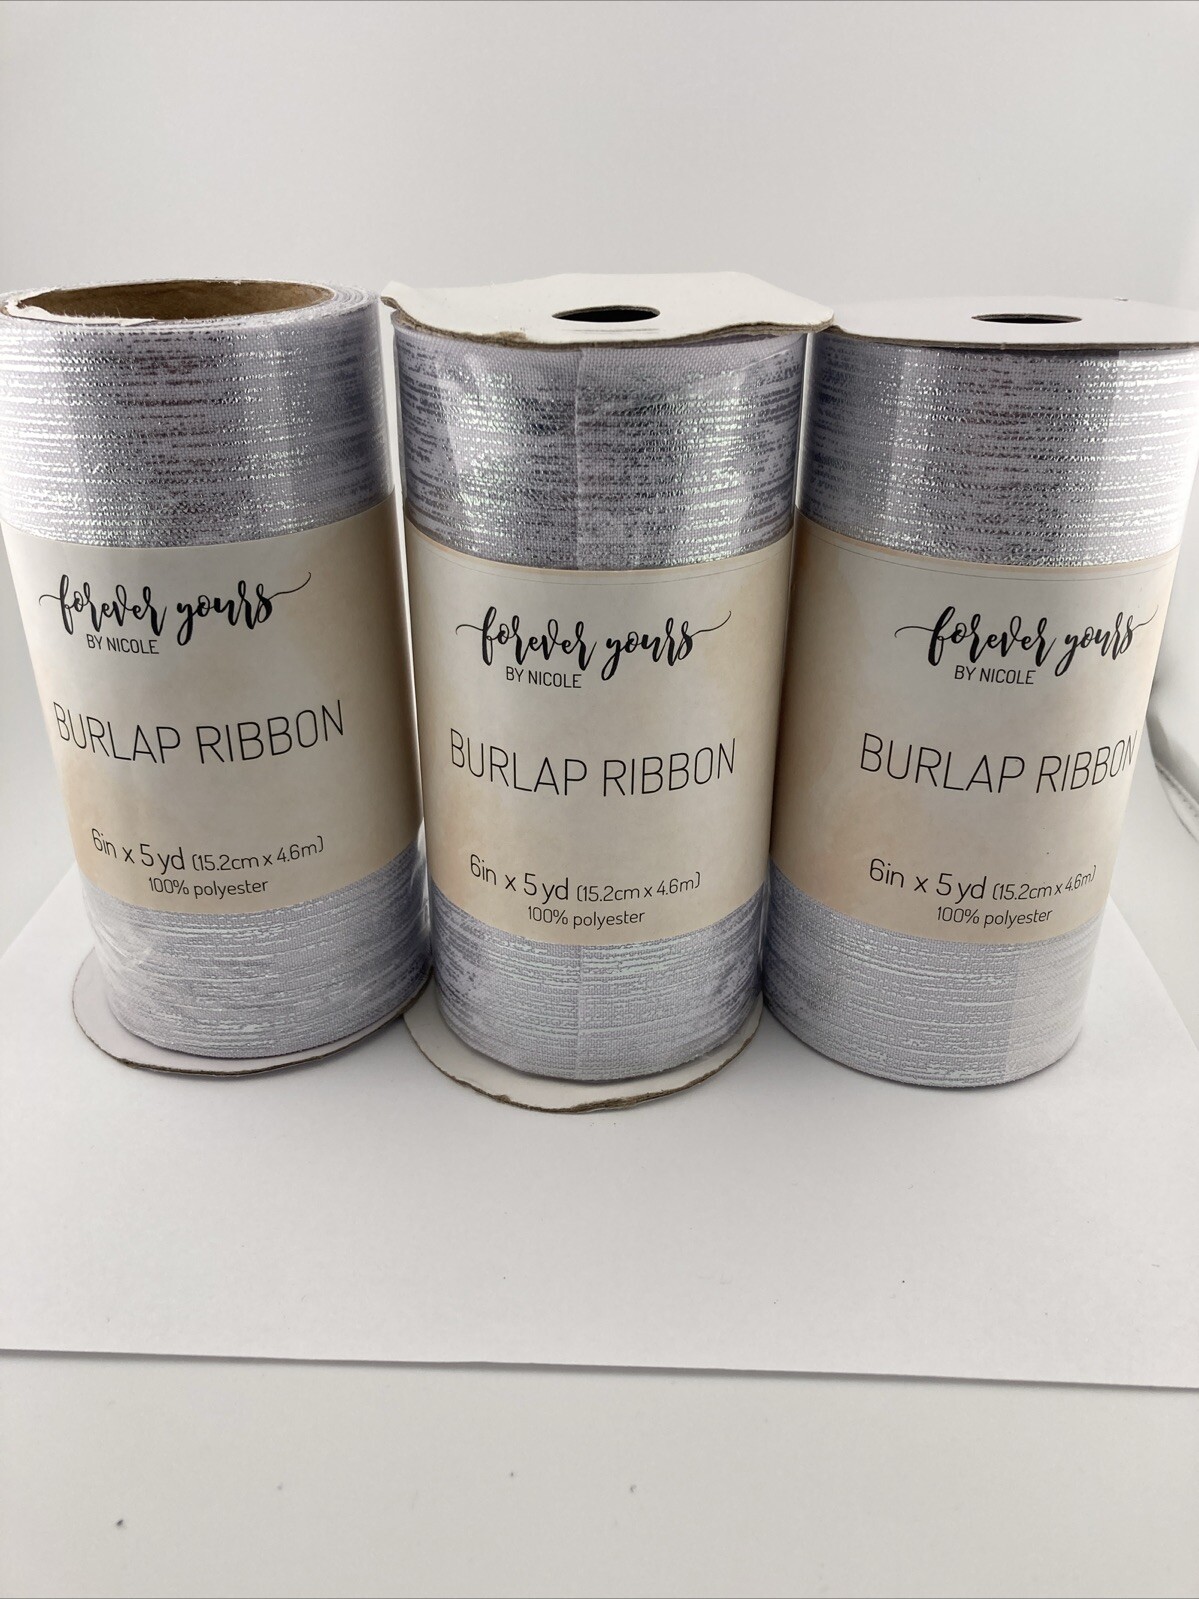 forever yours
BY NICOLE
BURLAP RIBBON
6in x 5 yd (15.2cm x 4.6m)
100% polyester
forever yours
BY NICOLE
BURLAP RIBBON
6in x 5 yd (15.2cm x 4.6m)
100% polyester
forever yours
BY NICOLE
BURLAP RIBBON
6in x 5 yd (15.2cm x 4.6m)
100% polyester